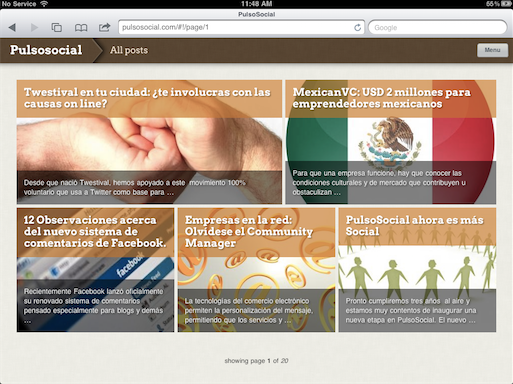 No Service 11:48 AM 65%
PulsoSocial
pulsosocial.com/#!/page/1
Google
Pulsosocial All posts Menu
Twestival en tu ciudad: ¿te involucras con las
causas on line?
Desde que nació Twestival, hemos apoyado a este movimiento 100%
voluntario que usa a Twitter como base para ...
MexicanVC: USD 2 millones para
emprendedores mexicanos
Para que una empresa funcione, hay que conocer las
condiciones culturales y de mercado que contribuyen u
obstaculizan ...
12 Observaciones acerca
del nuevo sistema de
comentarios de Facebook.
facebook
Recientemente Facebook lanzó oficialmente
su renovado sistema de comentarios
pensado especialmente para blogs y demás
...
Empresas en la red:
Olvídese el Community
Manager
La tecnologías del comercio electrónico
permiten la personalización del mensaje,
permitiendo que los servicios y ...
PulsoSocial ahora es más
Social
Pronto cumpliremos tres años al aire y
estamos muy contentos de inaugurar una
nueva etapa en PulsoSocial. El nuevo ...
showing page 1 of 20